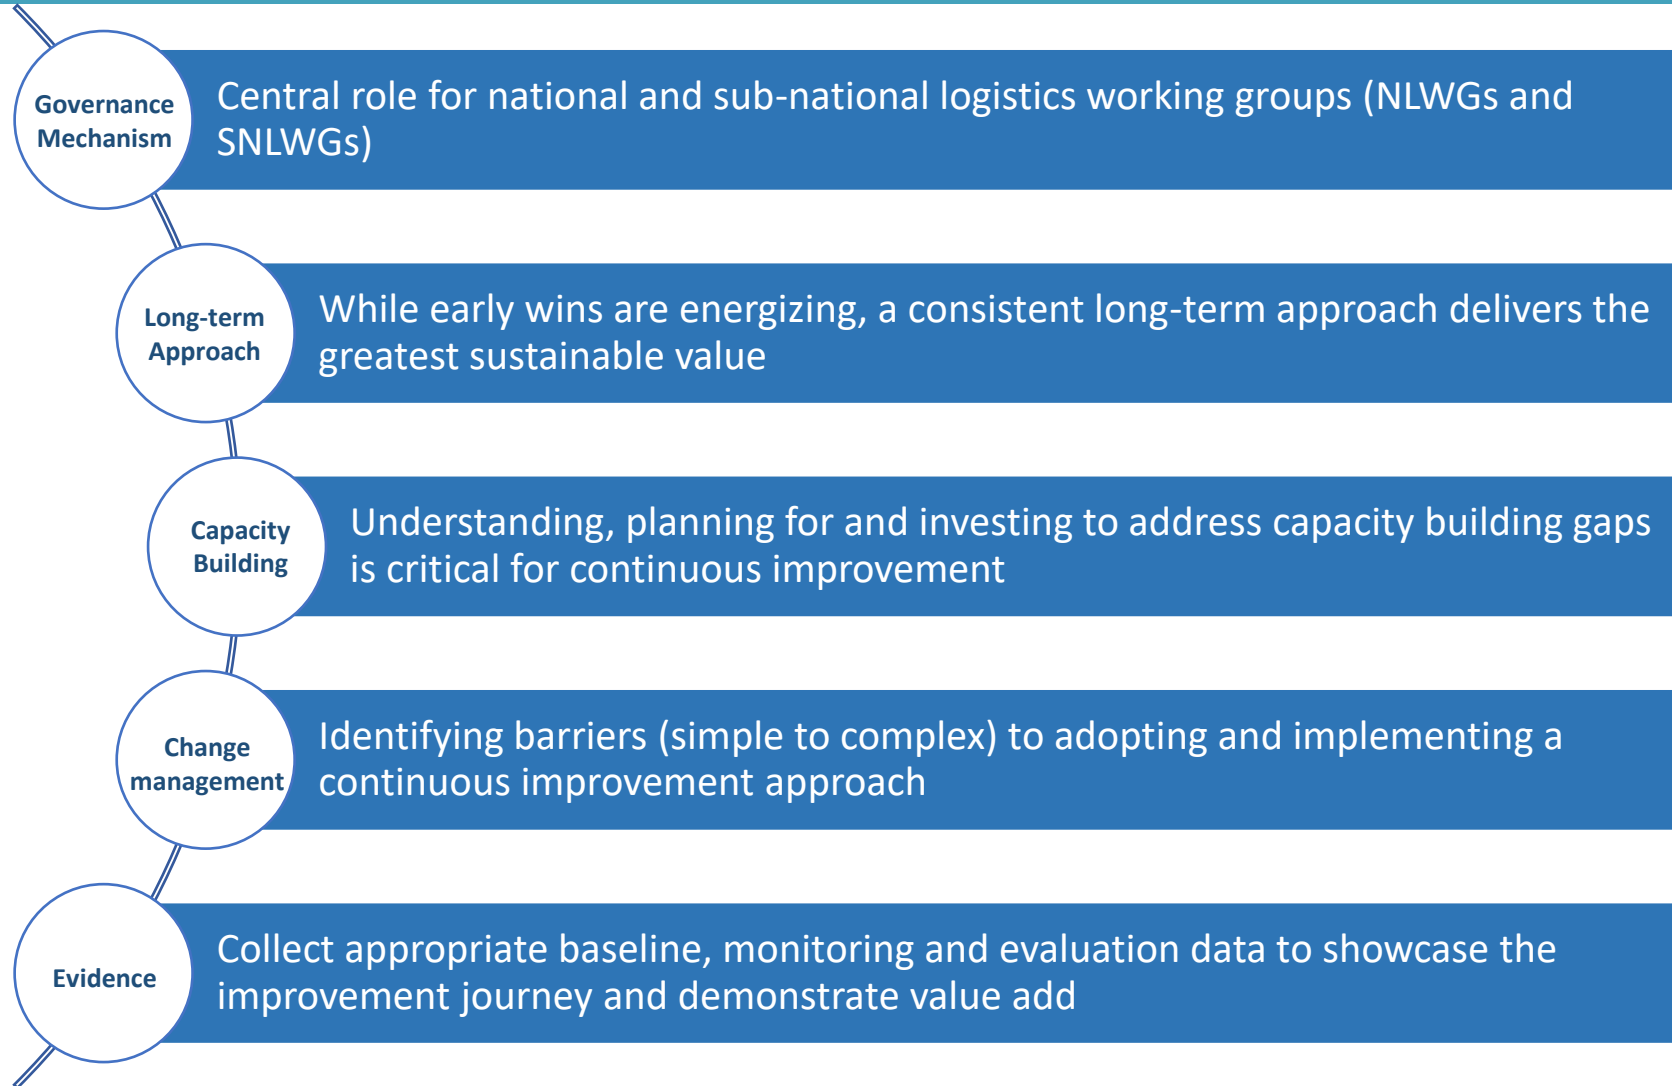 Governance
Mechanism
Central role for national and sub-national logistics working groups (NLWGs and
SNLWGs)
Long-term
Approach
While early wins are energizing, a consistent long-term approach delivers the
greatest sustainable value
Capacity
Building
Understanding, planning for and investing to address capacity building gaps
is critical for continuous improvement
Change
management
Identifying barriers (simple to complex) to adopting and implementing a
continuous improvement approach
Evidence
Collect appropriate baseline, monitoring and evaluation data to showcase the
improvement journey and demonstrate value add